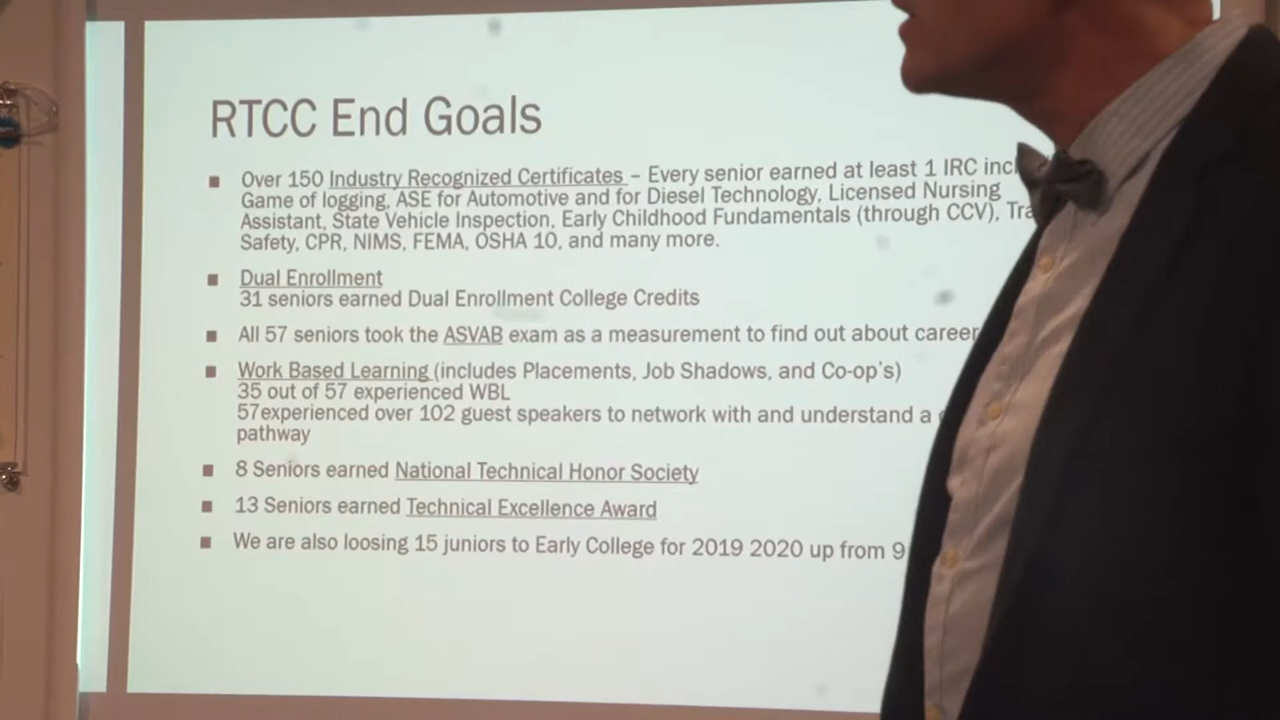 RTCC End Goals
Over 150 Industry Recognized Certificates - Every senior earned at least 1 IRC
Game of logging, ASE for Automotive and for Diesel Technology, Licensed Nursing
Assistant, State Vehicle Inspection, Early Childhood Fundamentals (through CCV),
Safety, CPR, NIMS, FEMA, OSHA 10, and many more.
Dual Enrollment
31 seniors earned Dual Enrollment College Credits
All 57 seniors took the ASVAB exam as a measurement to find out about career
Work Based Learning (includes Placements, Job Shadows, and Co-op's)
35 out of 57 experienced WBL
57experienced over 102 guest speakers to network with and understand a
pathway
8 Seniors earned National Technical Honor Society
13 Seniors earned Technical Excellence Award
We are also loosing 15 juniors to Early College for 2019 2020 up from 9